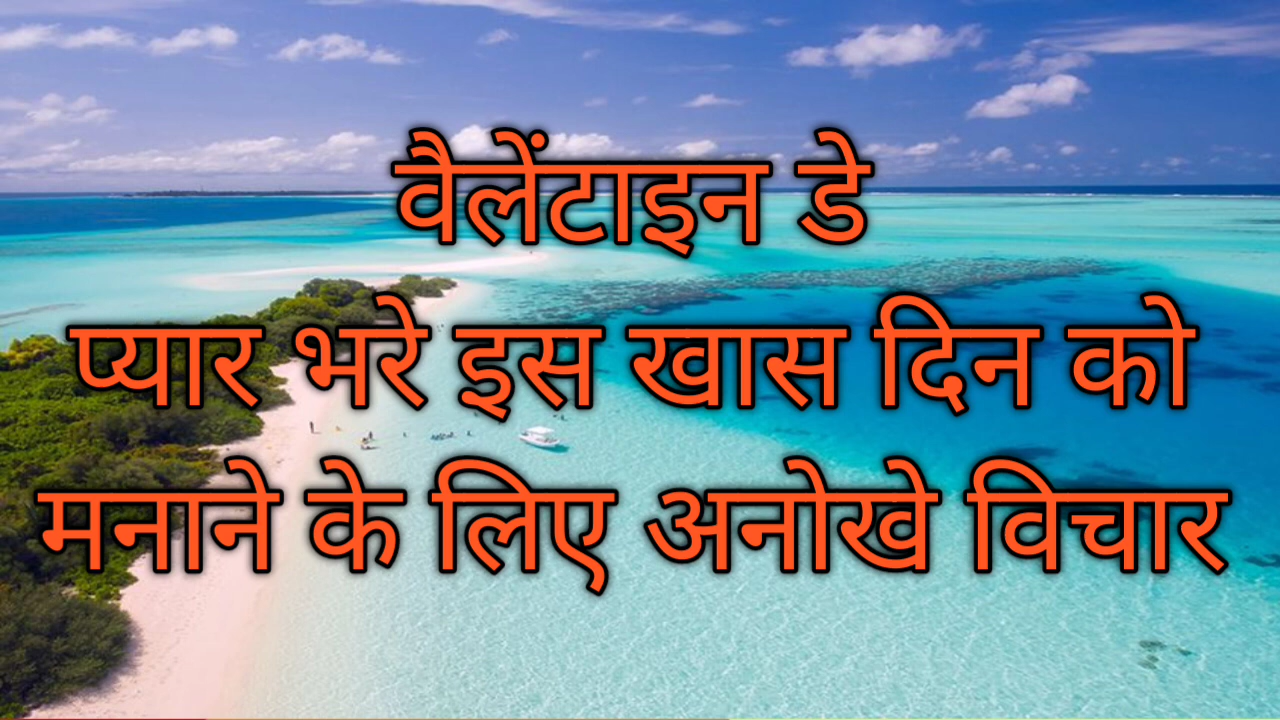 वैलेंटाइन डे
प्यार भरे इस खास दिन को
मनाने के लिए अनोखे विचार